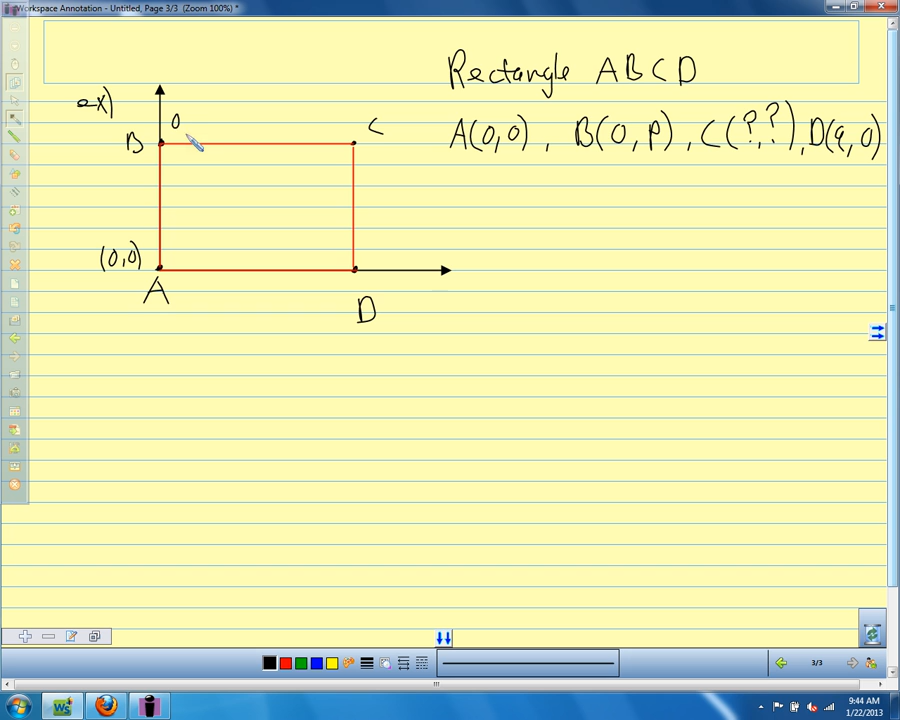 Workspace Annotation - Untitled, Page 3/3 (Zoom 100%) *
Rectangle ABCD
ex)
0
B
C
A(0,0), B(0,p), C(?,?), D(q,0)
(0,0)
A
D
3/3
9:44 AM
1/22/2013